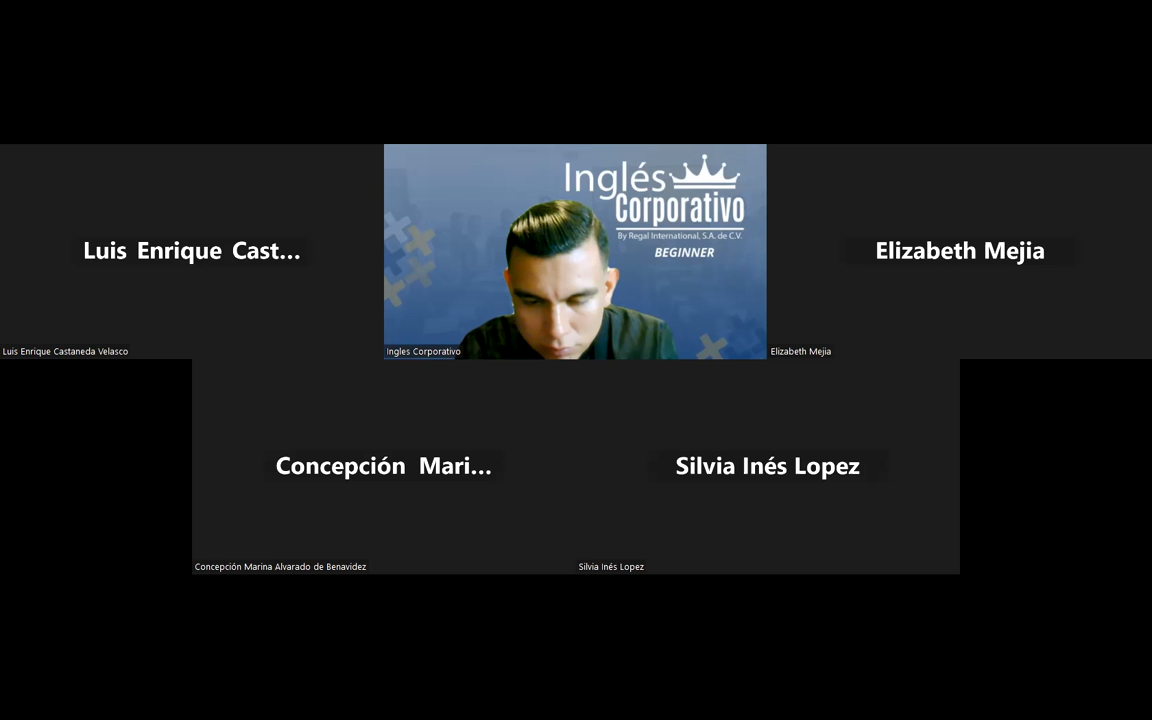 Luis Enrique Cast...
Luis Enrique Castaneda Velasco
Inglés
Corporativo
By Regal International, S.A. de C.V.
BEGINNER
Ingles Corporativo
Elizabeth Mejia
Elizabeth Mejia
Concepción Mari...
Concepción Marina Alvarado de Benavidez
Silvia Inés Lopez
Silvia Inés Lopez